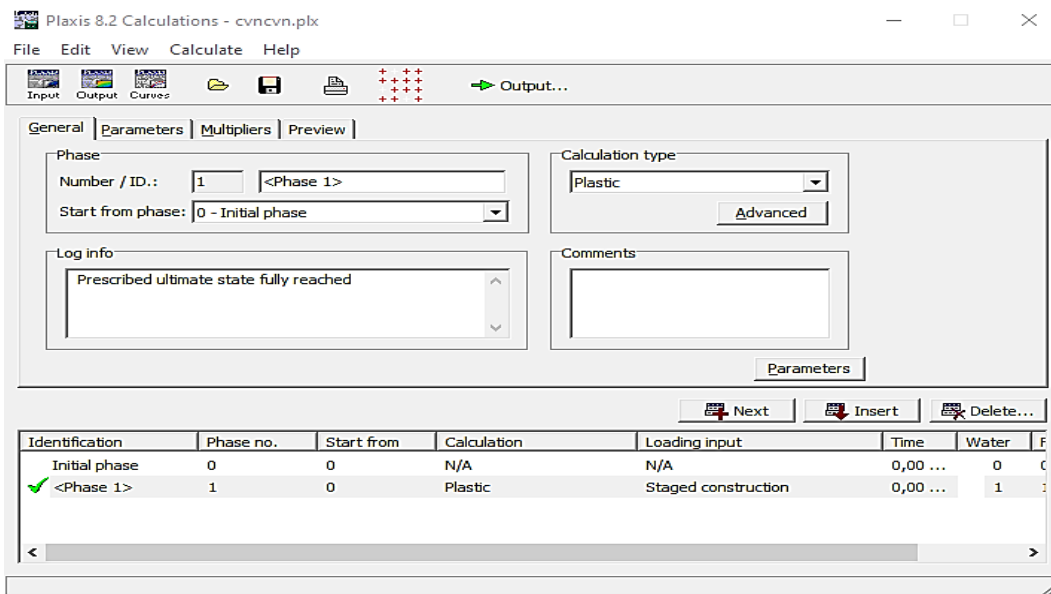 Plaxis 8.2 Calculations - cvncvn.plx
File Edit View Calculate Help
Input Output Curves Output...
General Parameters Multipliers Preview
Phase
Number / ID.: 1 <Phase 1>
Start from phase: 0 - Initial phase
Calculation type
Plastic
Advanced
Log info
Prescribed ultimate state fully reached
Comments
Parameters
Next Insert Delete...
Identification Phase no. Start from Calculation Loading input Time Water F
Initial phase 0 0 N/A N/A 0,00 ... 0
<Phase 1> 1 0 Plastic Staged construction 0,00 ... 1